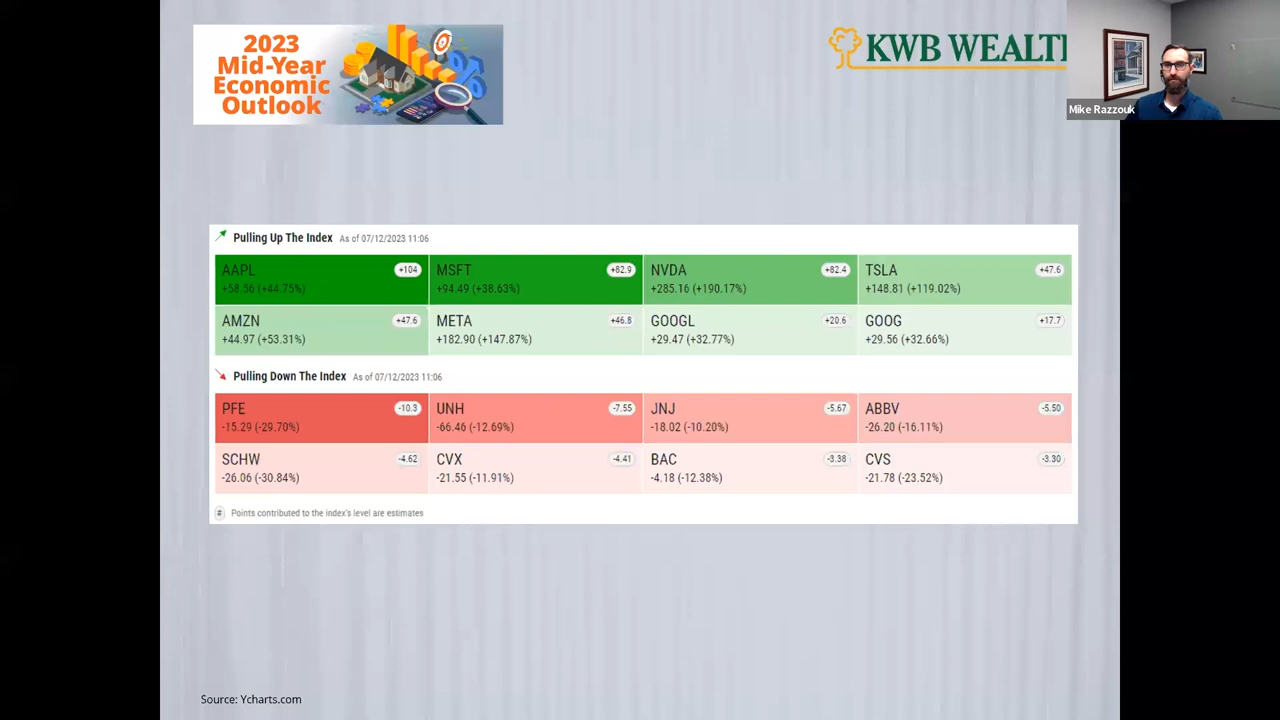 2023
Mid-Year
Economic
Outlook
KWB WEALTH
Mike Razzouk
Pulling Up The Index As of 07/12/2023 11:06
AAPL +104 MSFT +82.9 NVDA +82.4 TSLA +47.6
+58.56 (+44.75%) +94.49 (+38.63%) +285.16 (+190.17%) +148.81 (+119.02%)
AMZN +47.6 META +46.8 GOOGL +20.6 GOOG +17.7
+44.97 (+53.31%) +182.90 (+147.87%) +29.47 (+32.77%) +29.56 (+32.66%)
Pulling Down The Index As of 07/12/2023 11:06
PFE -10.3 UNH -7.55 JNJ -5.67 ABBV -5.50
-15.29 (-29.70%) -66.46 (-12.69%) -18.02 (-10.20%) -26.20 (-16.11%)
SCHW -4.62 CVX -4.41 BAC -3.38 CVS -3.30
-26.06 (-30.84%) -21.55 (-11.91%) -4.18 (-12.38%) -21.78 (-23.52%)
# Points contributed to the index's level are estimates
Source: Ycharts.com